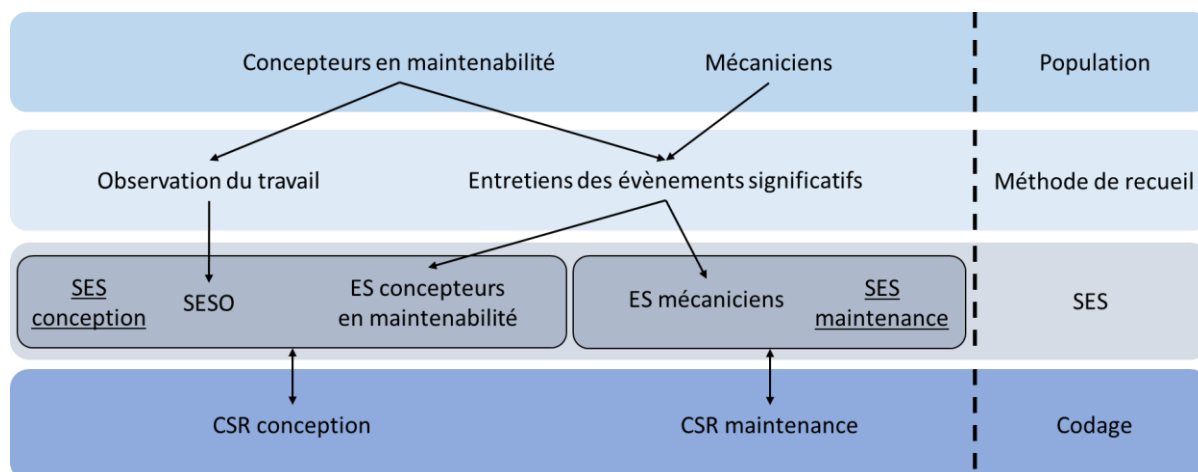 Concepteurs en maintenabilité
Mécaniciens
Population
Observation du travail
Entretiens des évènements significatifs
Méthode de recueil
SES
conception
SESO
ES concepteurs
en maintenabilité
ES mécaniciens
SES
maintenance
SES
CSR conception
CSR maintenance
Codage